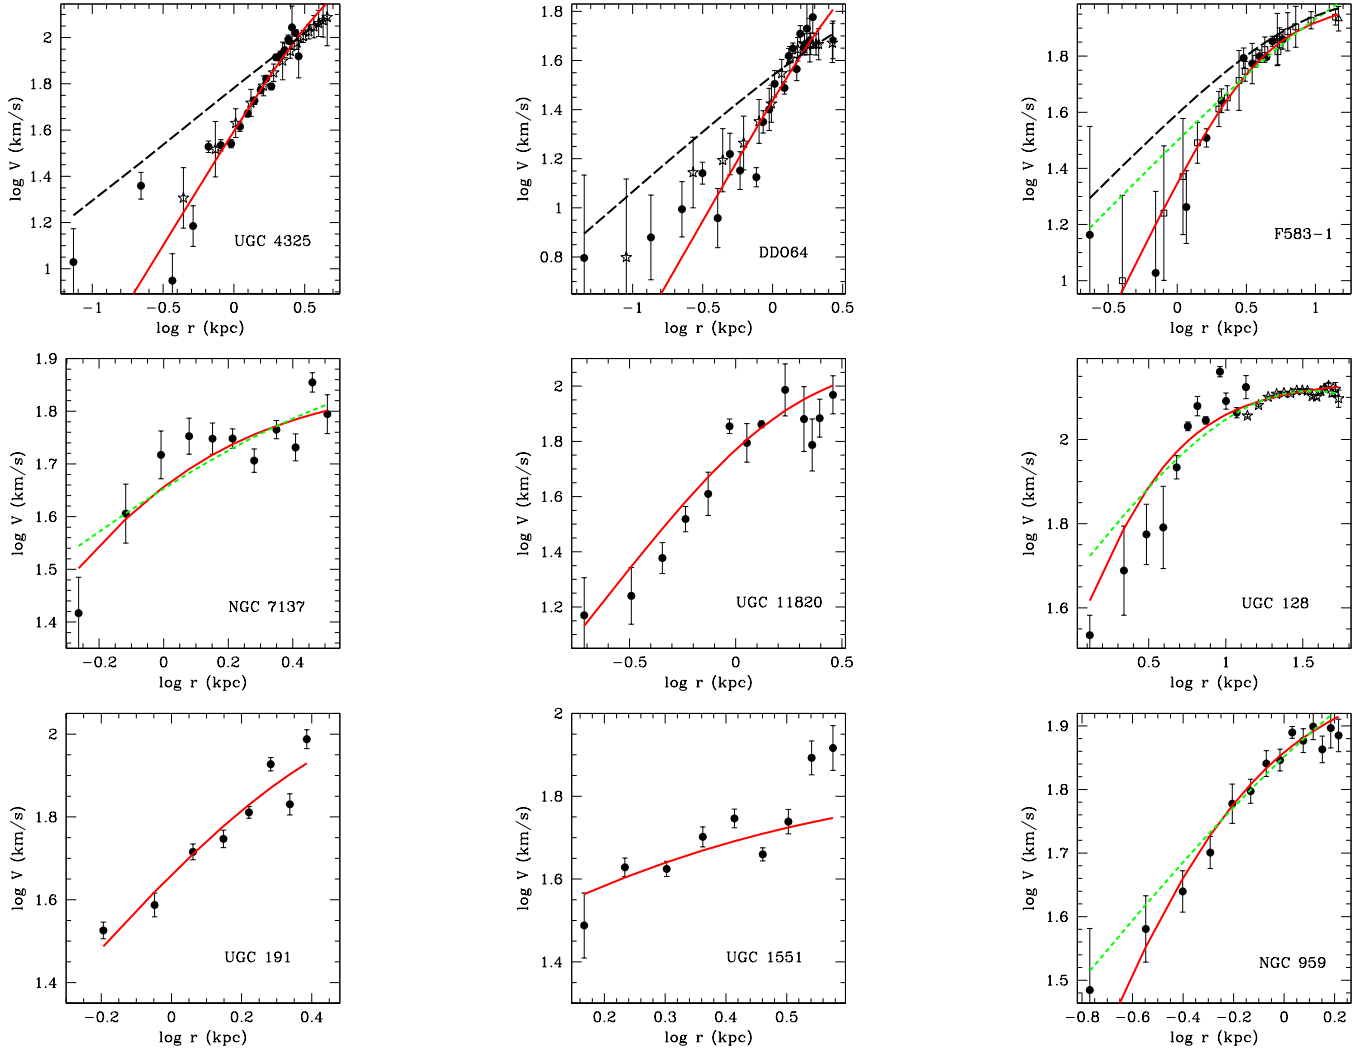 2
1.8
1.6
1.4
1.2
1
log V (km/s)
UGC 4325
−1
−0.5
0
0.5
log r (kpc)
1.8
1.6
1.4
1.2
1
0.8
log V (km/s)
DDO64
−1
−0.5
0
0.5
log r (kpc)
1.8
1.6
1.4
1.2
1
log V (km/s)
F583−1
−0.5
0
0.5
1
log r (kpc)
1.9
1.8
1.7
1.6
1.5
1.4
log V (km/s)
NGC 7137
−0.2
0
0.2
0.4
log r (kpc)
2
1.8
1.6
1.4
1.2
log V (km/s)
UGC 11820
−0.5
0
0.5
log r (kpc)
2
1.8
1.6
log V (km/s)
UGC 128
0.5
1
1.5
log r (kpc)
2
1.8
1.6
1.4
log V (km/s)
UGC 191
−0.2
0
0.2
0.4
log r (kpc)
2
1.8
1.6
1.4
log V (km/s)
UGC 1551
0.2
0.3
0.4
0.5
log r (kpc)
1.9
1.8
1.7
1.6
1.5
log V (km/s)
NGC 959
−0.8
−0.6
−0.4
−0.2
0
0.2
log r (kpc)